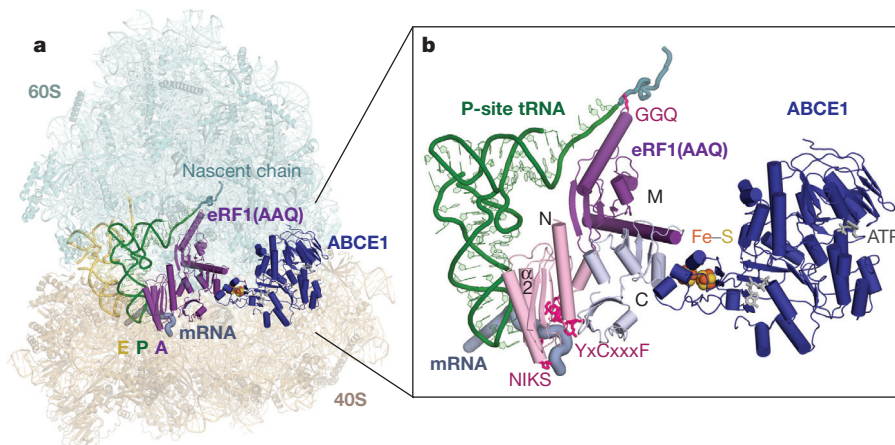 a
60S
Nascent chain
eRF1(AAQ)
ABCE1
mRNA
E P A
40S
b
P-site tRNA
GGQ
ABCE1
eRF1(AAQ)
M
N
Fe–S
ATP
α
2
C
mRNA
YxCxxxF
NIKS